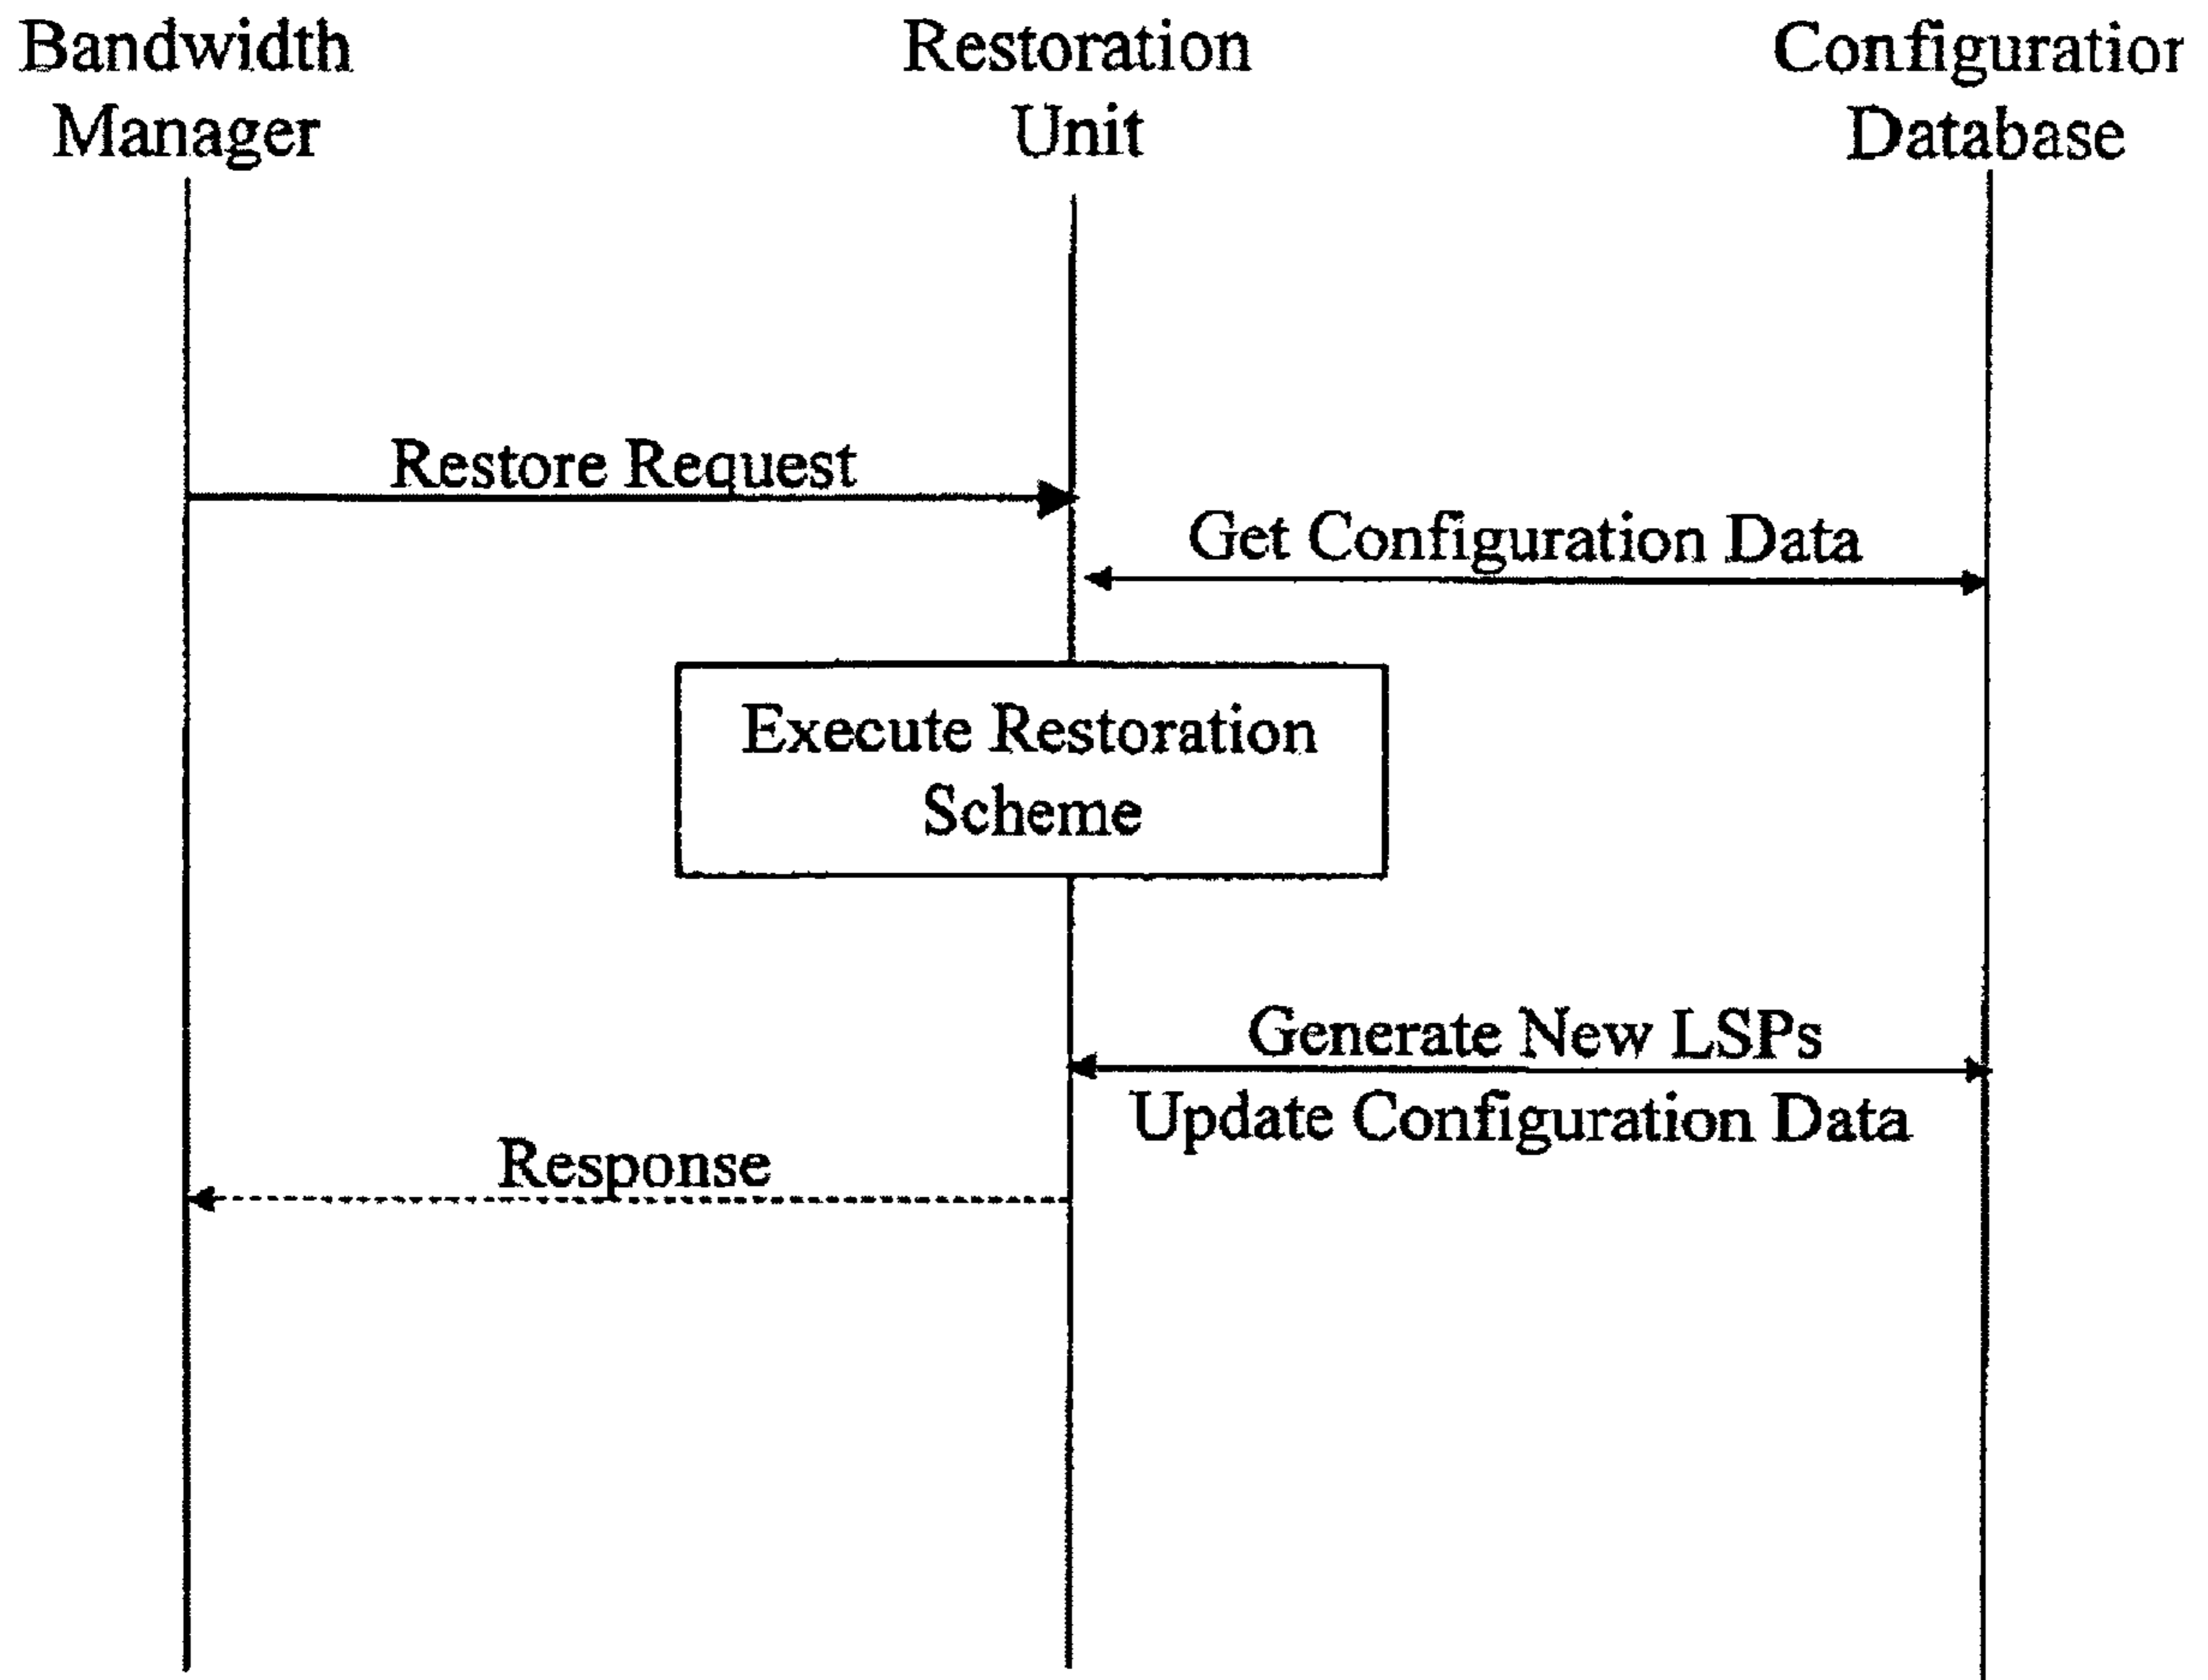 Bandwidth
Manager
Restoration
Unit
Configuration
Database
Restore Request
Get Configuration Data
Execute Restoration
Scheme
Generate New LSPs
Update Configuration Data
Response